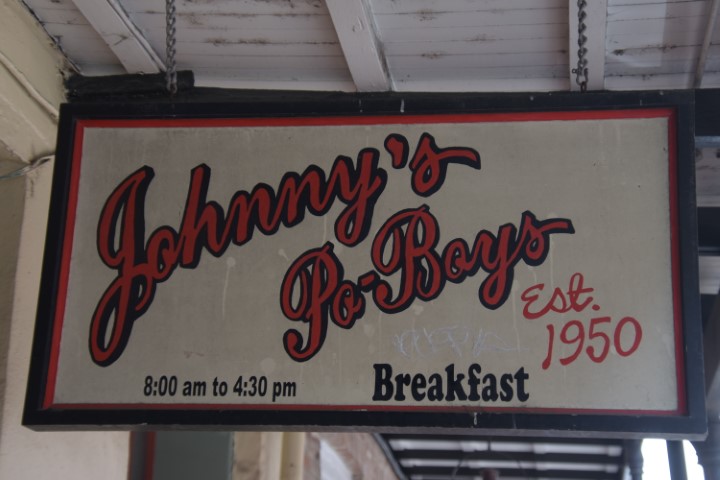 Johnny's
Po-Boys
Est.
1950
8:00 am to 4:30 pm
Breakfast